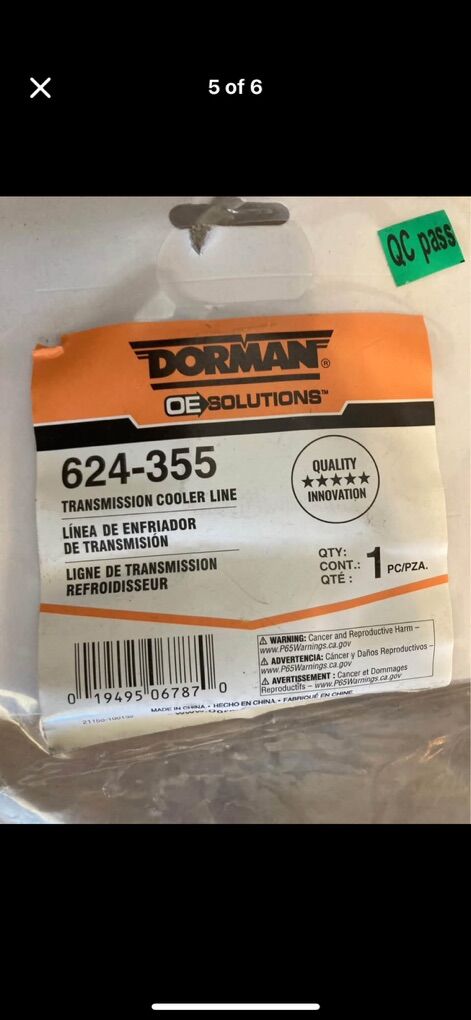 5 of 6
QC pass
DORMAN®
OE SOLUTIONS™
624-355
TRANSMISSION COOLER LINE
LÍNEA DE ENFRIADOR
DE TRANSMISIÓN
LIGNE DE TRANSMISSION
REFROIDISSEUR
QUALITY
★★★★★
INNOVATION
QTY:
CONT.: 1 PC/PZA.
QTÉ :
⚠ WARNING: Cancer and Reproductive Harm –
www.P65Warnings.ca.gov
⚠ ADVERTENCIA: Cáncer y Daños Reproductivos –
www.P65Warnings.ca.gov
⚠ AVERTISSEMENT : Cancer et Dommages
Reproductifs – www.P65Warnings.ca.gov
0 19495 06787 0
MADE IN CHINA - HECHO EN CHINA - FABRIQUÉ EN CHINE